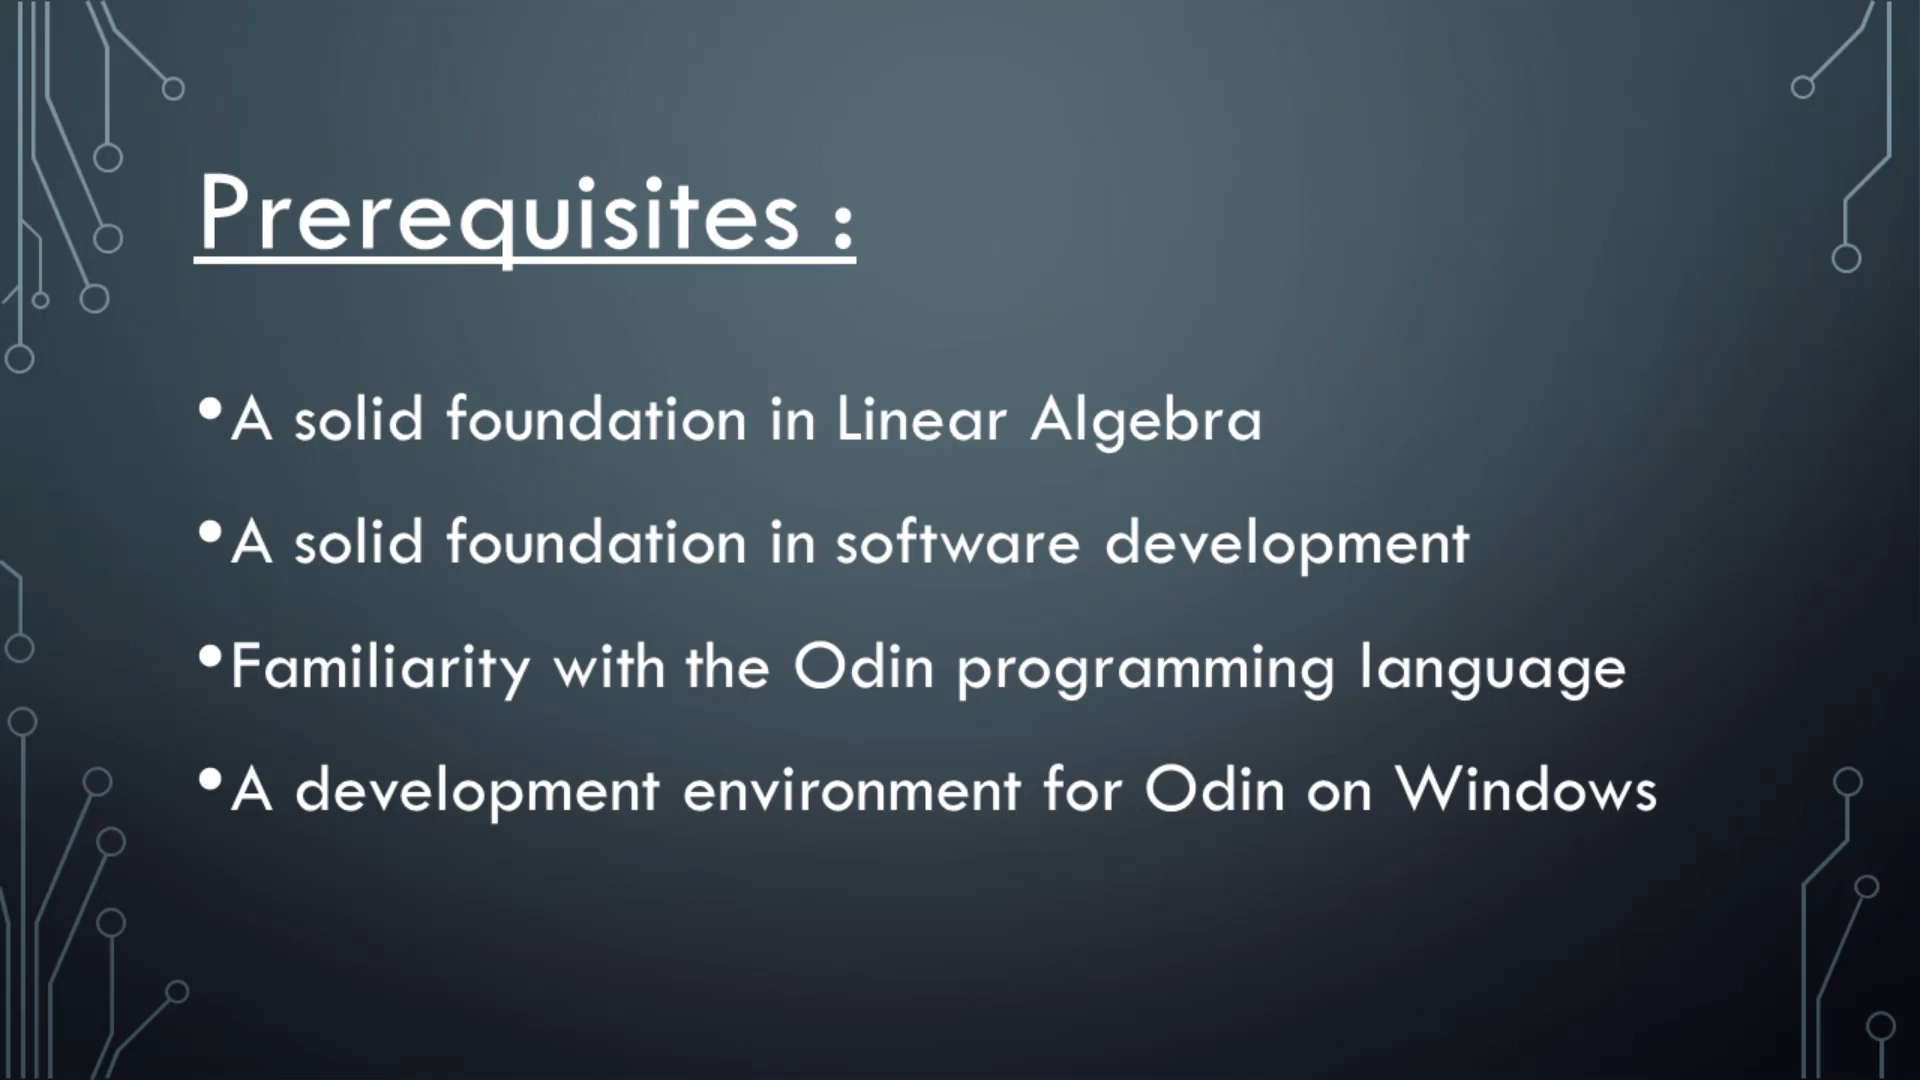 Prerequisites :
•A solid foundation in Linear Algebra
•A solid foundation in software development
•Familiarity with the Odin programming language
•A development environment for Odin on Windows